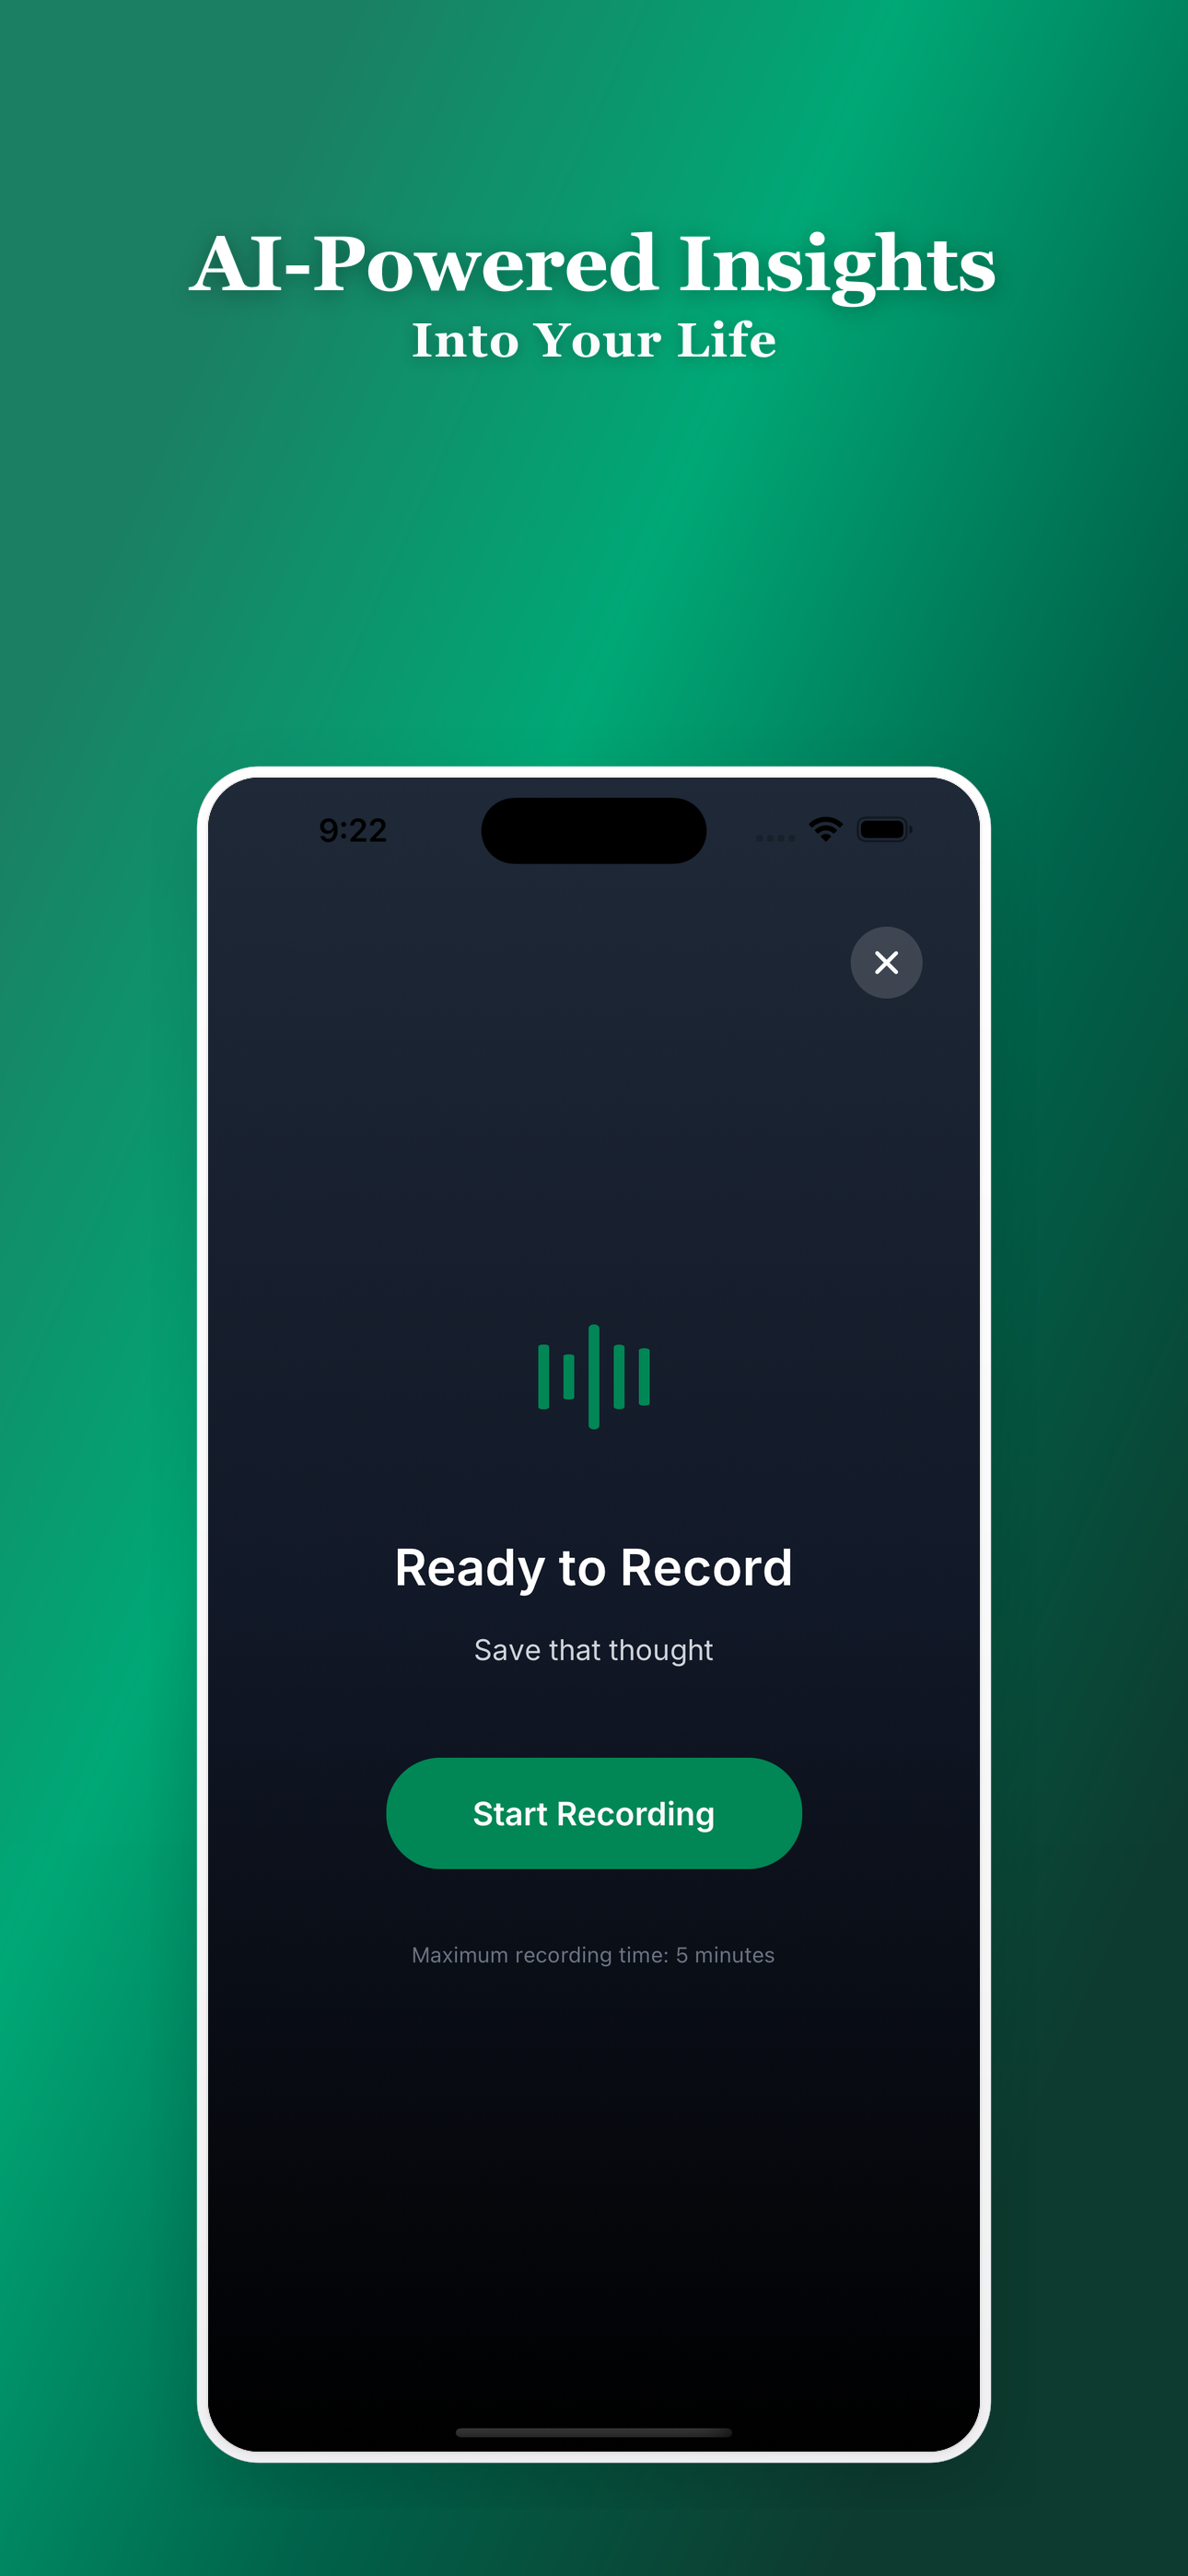 AI-Powered Insights
Into Your Life
9:22
Ready to Record
Save that thought
Start Recording
Maximum recording time: 5 minutes